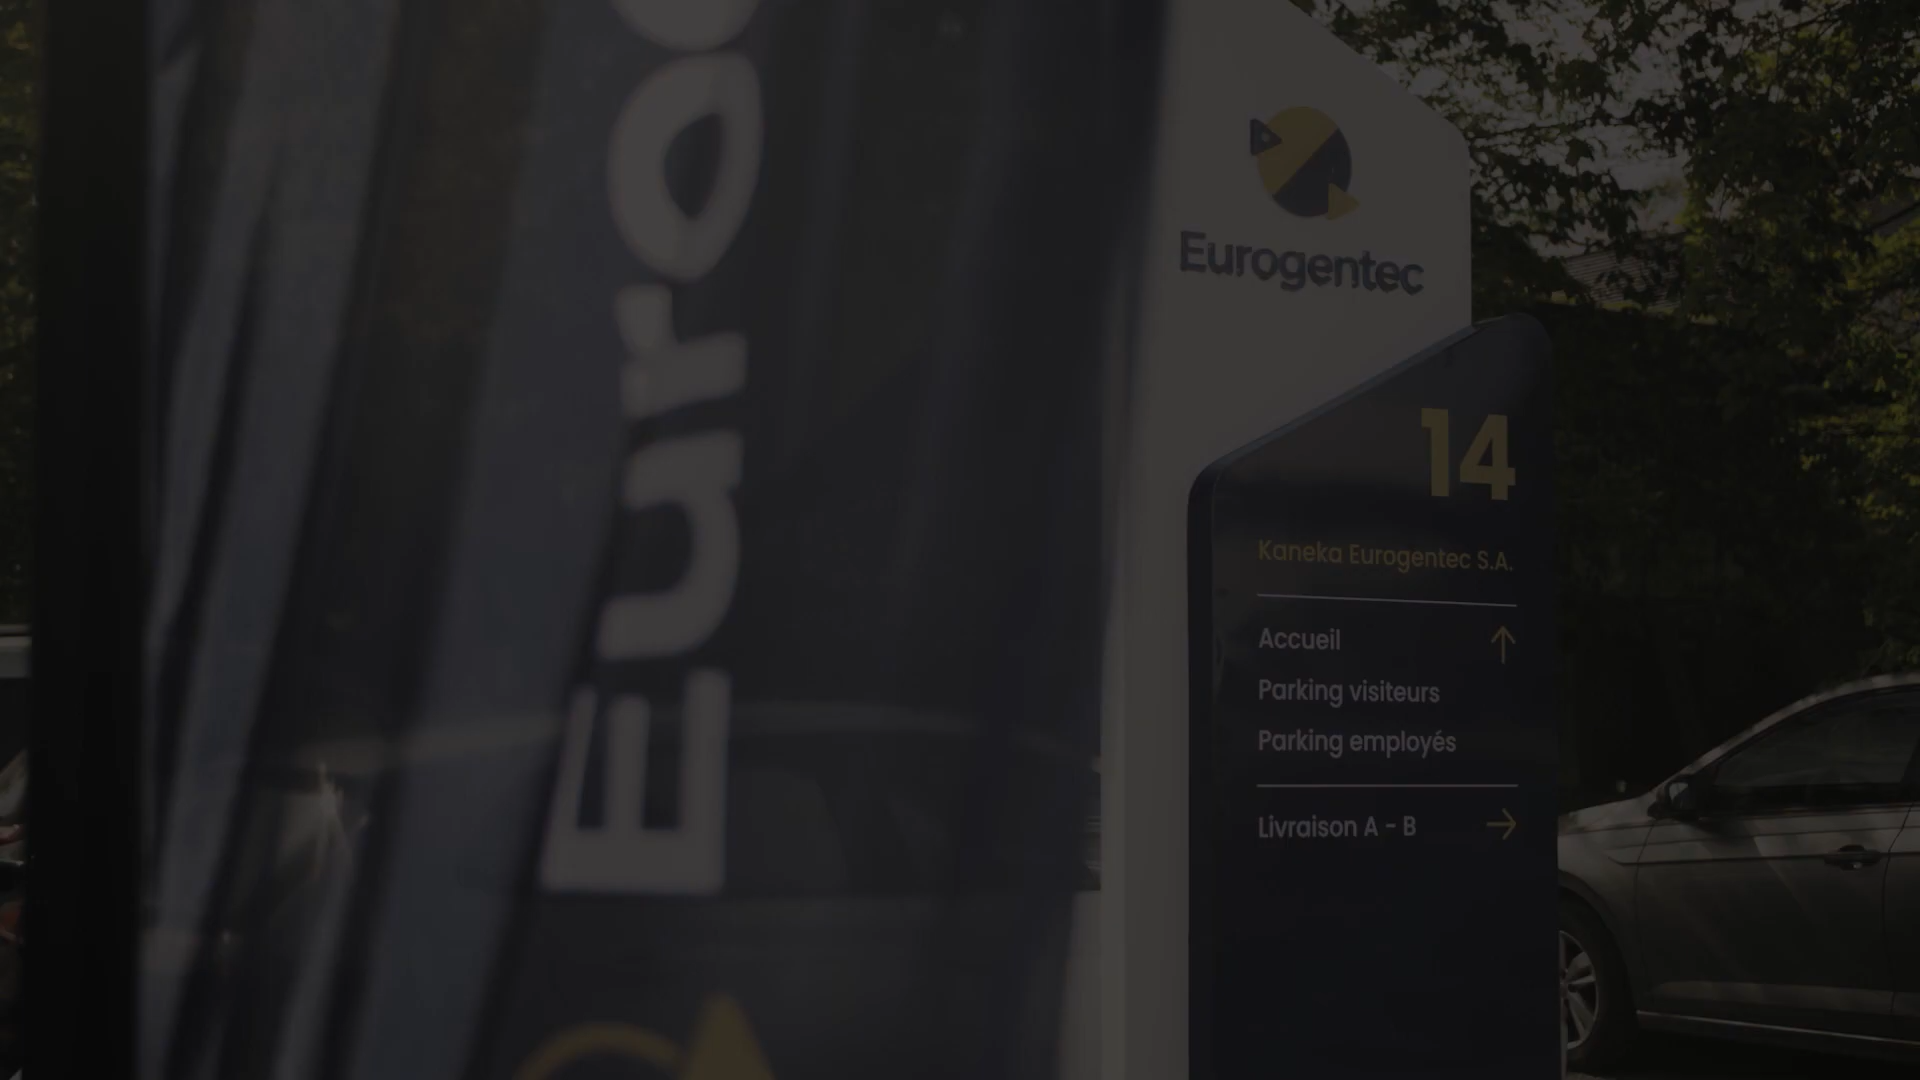 Euro
Eurogentec
14
Kaneka Eurogentec S.A.
Accueil ↑
Parking visiteurs
Parking employés
Livraison A - B →